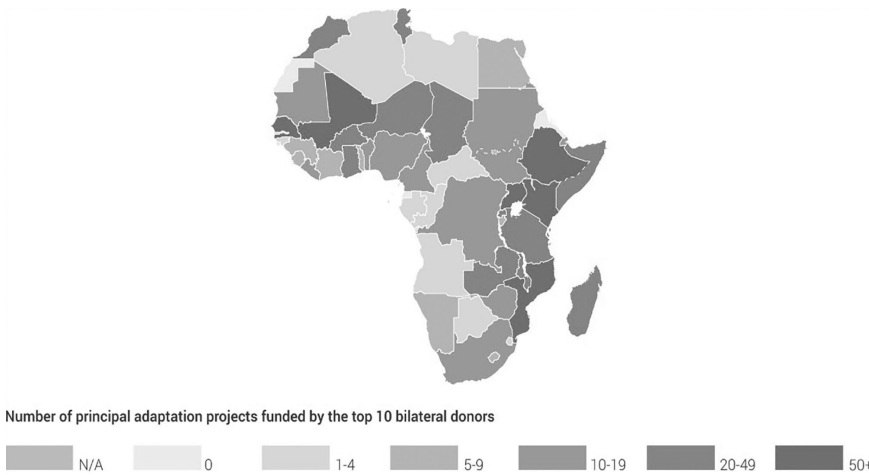 Number of principal adaptation projects funded by the top 10 bilateral donors
N/A 0 1-4 5-9 10-19 20-49 50+